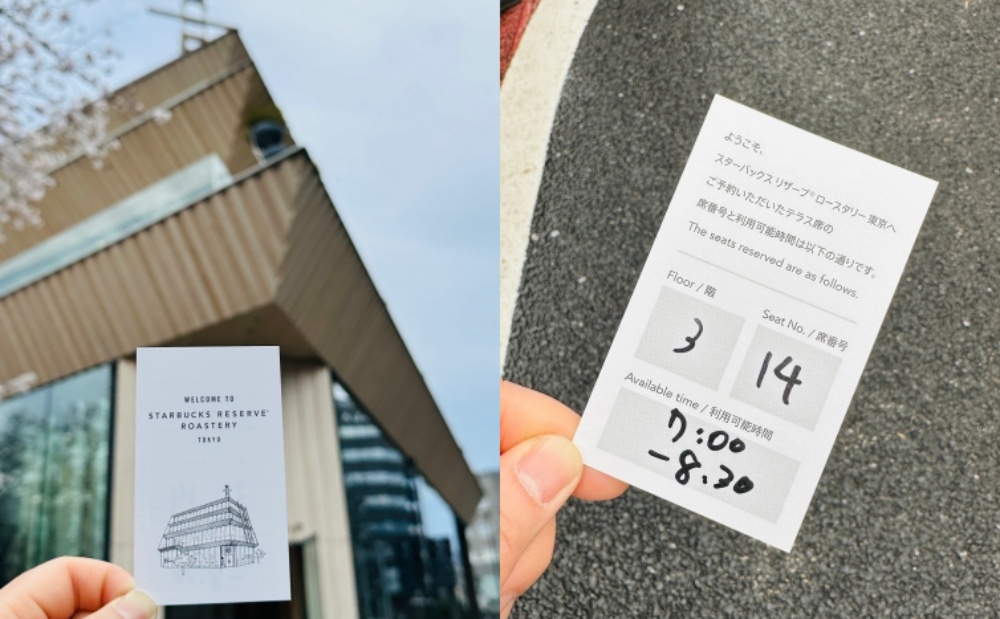 WELCOME TO
STARBUCKS RESERVE®
ROASTERY
TOKYO
ようこそ、
スターバックス リザーブ® ロースタリー 東京へ
ご予約いただいたテラス席の
席番号と利用可能時間は以下の通りです。
The seats reserved are as follows.
Floor / 階
Seat No. / 席番号
3
14
Available time / 利用可能時間
7:00
-8.30